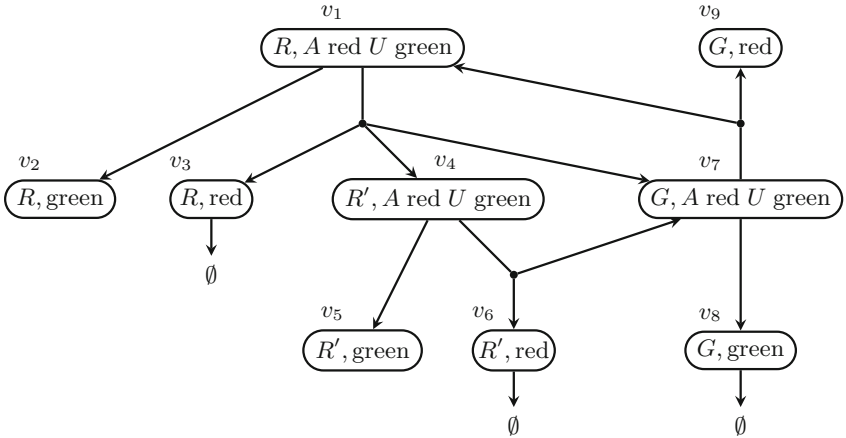 v₁ v₉
R, A red U green G, red
v₂ v₃ v₄ v₇
R, green R, red R′, A red U green G, A red U green
∅
v₅ v₆ v₈
R′, green R′, red G, green
∅ ∅